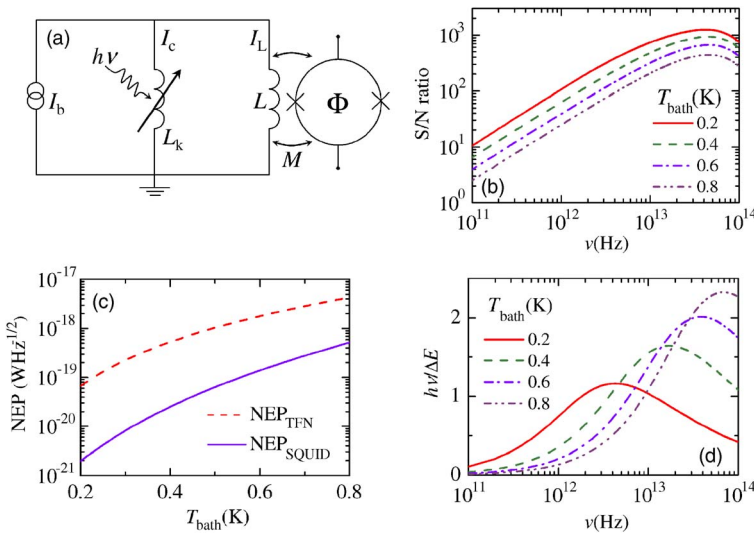 (a)
I_c
I_L
hν
I_b
L
Φ
L_k
M
S/N ratio
10^3
10^2
10^1
10^0
T_bath(K)
0.2
0.4
0.6
0.8
(b)
10^11 10^12 10^13 10^14
ν(Hz)
NEP (WHz^1/2)
10^-17
10^-18
10^-19
10^-20
10^-21
(c)
NEP_TFN
NEP_SQUID
0.2 0.4 0.6 0.8
T_bath(K)
hν/ΔE
2
1
0
T_bath(K)
0.2
0.4
0.6
0.8
(d)
10^11 10^12 10^13 10^14
ν(Hz)